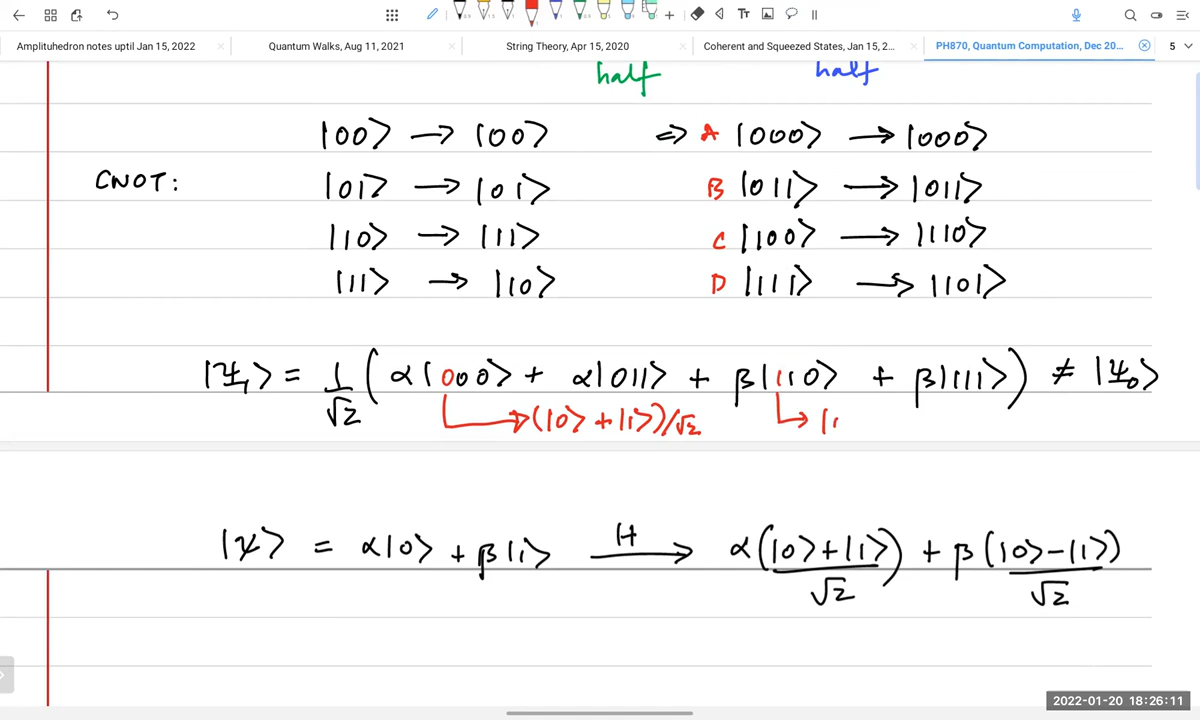 Amplituhedron notes uptil Jan 15, 2022 Quantum Walks, Aug 11, 2021 String Theory, Apr 15, 2020 Coherent and Squeezed States, Jan 15, 2... PH870, Quantum Computation, Dec 20... 5
half half
|00> → |00> => A |000> → |000>
CNOT: |01> → |01> B |011> → |011>
|10> → |11> C |100> → |110>
|11> → |10> D |111> → |101>
|Ψ₁> = 1/√2 (α|000> + α|011> + β|110> + β|111>) ≠ |Ψ₀>
→ (|0> + |1>)/√2 → |1
|ψ> = α|0> + β|1> H→ α(|0>+|1>)/√2 + β(|0>-|1>)/√2
2022-01-20 18:26:11